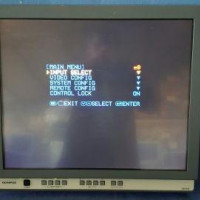 [MAIN MENU]
INPUT SELECT
VIDEO CONFIG
SYSTEM CONFIG
REMOTE CONFIG
CONTROL LOCK ON
EXIT SELECT ENTER